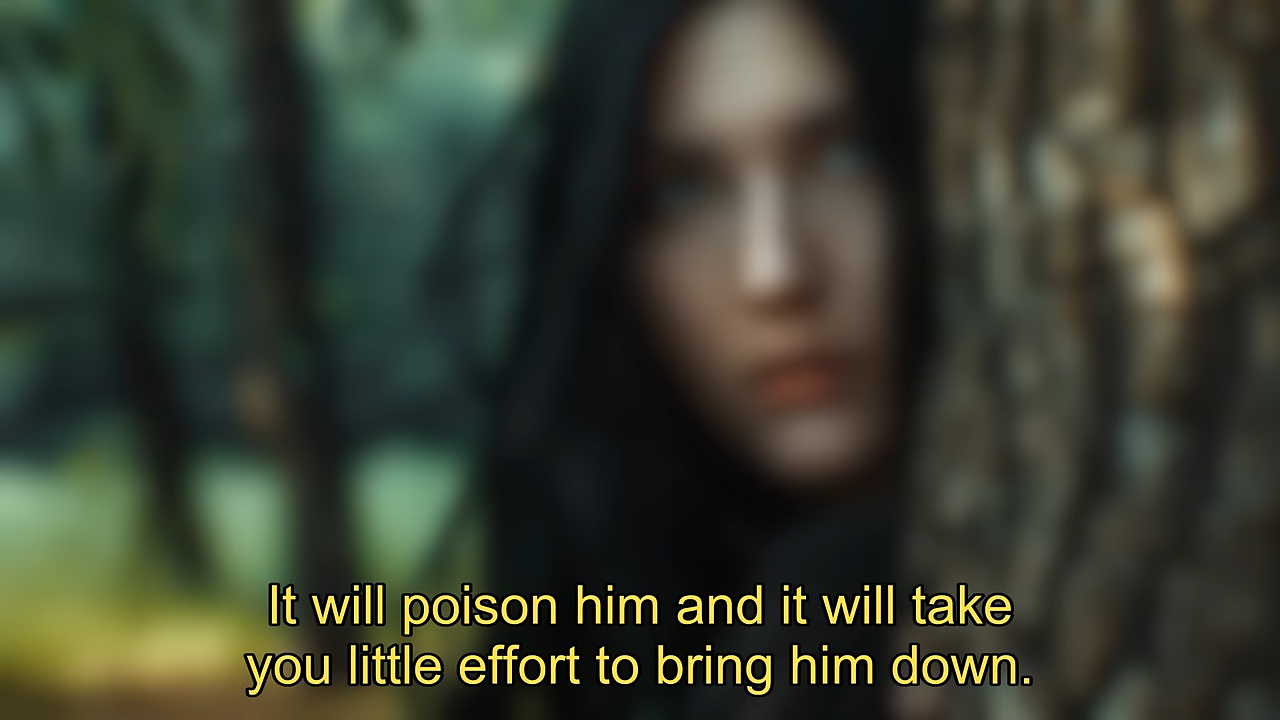 It will poison him and it will take
you little effort to bring him down.